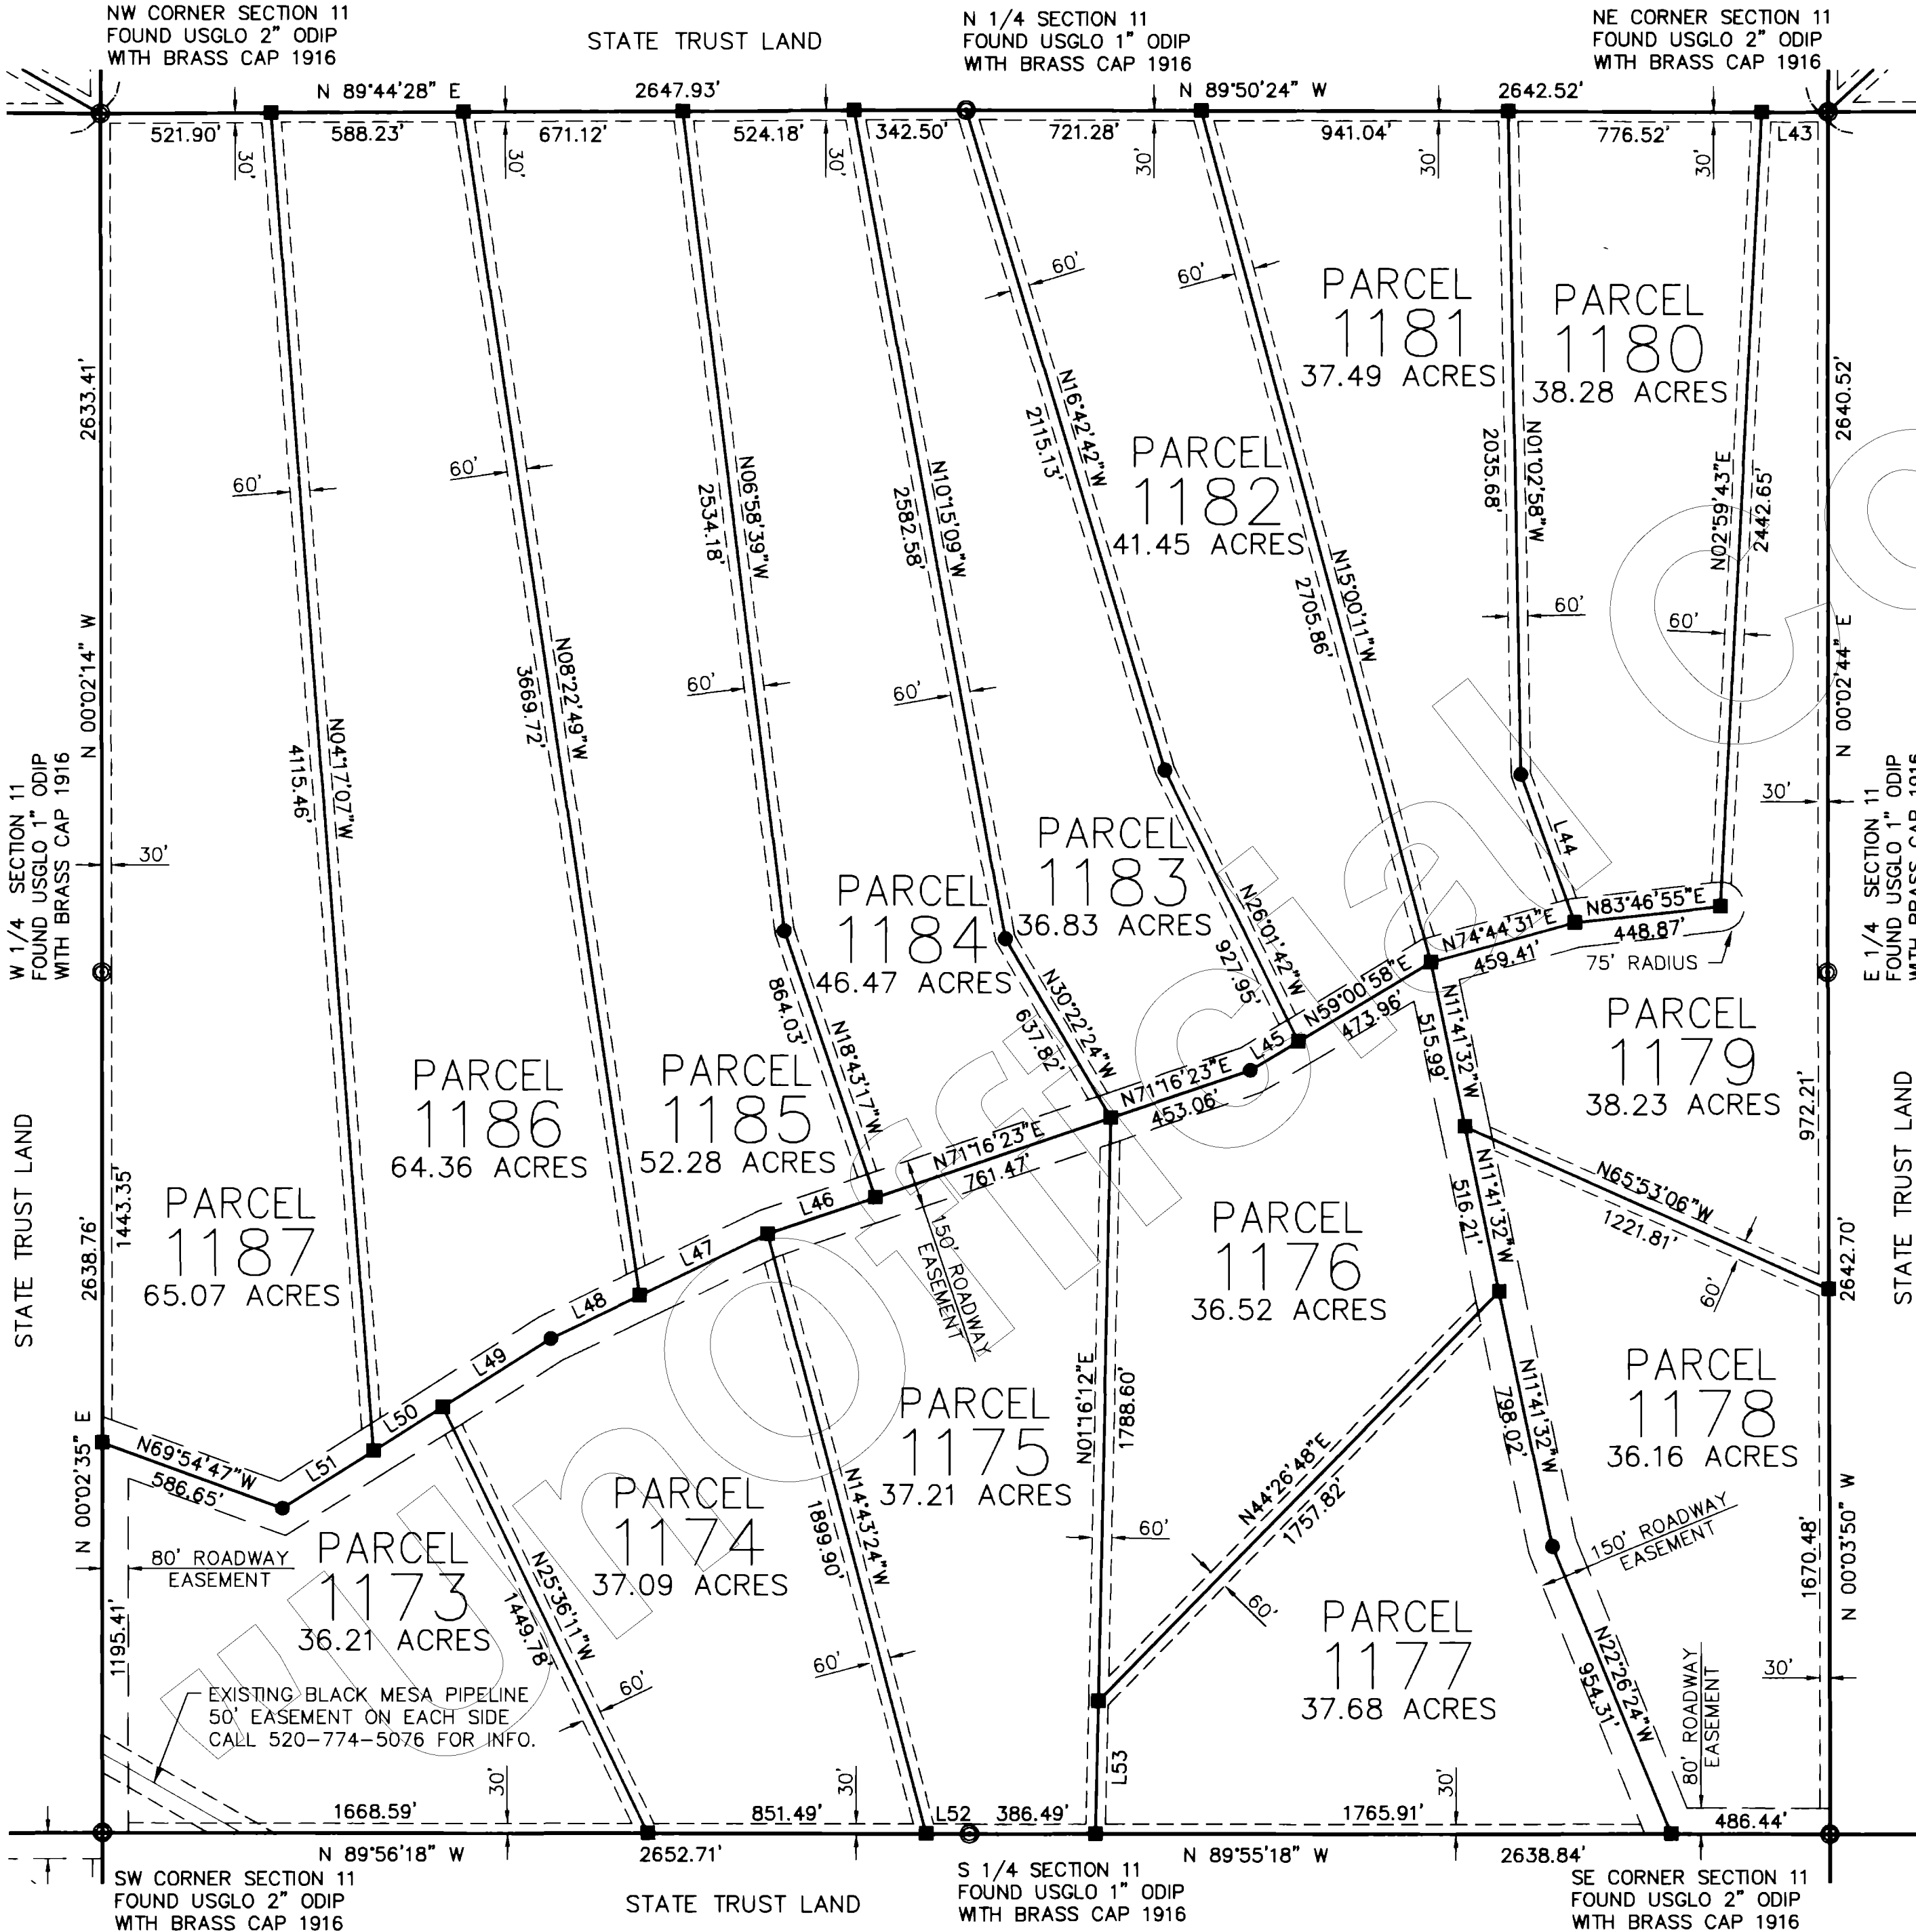 NW CORNER SECTION 11
FOUND USGLO 2" ODIP
WITH BRASS CAP 1916
STATE TRUST LAND
N 1/4 SECTION 11
FOUND USGLO 1" ODIP
WITH BRASS CAP 1916
NE CORNER SECTION 11
FOUND USGLO 2" ODIP
WITH BRASS CAP 1916
N 89°44'28" E
2647.93'
N 89°50'24" W
2642.52'
521.90'
588.23'
671.12'
524.18'
342.50'
721.28'
941.04'
776.52'
L43
30'
30'
30'
30'
30'
30'
2633.41'
N 00°02'14" W
W 1/4 SECTION 11
FOUND USGLO 1" ODIP
WITH BRASS CAP 1916
30'
STATE TRUST LAND
2638.76'
1443.35'
N 00°02'35" E
1195.41'
60'
N04°17'07"W
4115.46'
60'
N08°22'49"W
3669.72'
60'
N06°58'39"W
2534.18'
60'
N10°15'09"W
2582.58'
60'
N16°42'42"W
2115.13'
60'
N15°00'11"W
2705.86'
60'
N01°02'58"W
2035.68'
60'
N02°59'43"E
2442.65'
2640.52'
N 00°02'44" E
30'
E 1/4 SECTION 11
FOUND USGLO 1" ODIP
WITH BRASS CAP 1916
PARCEL
1181
37.49 ACRES
PARCEL
1180
38.28 ACRES
PARCEL
1182
41.45 ACRES
PARCEL
1183
36.83 ACRES
PARCEL
1184
46.47 ACRES
PARCEL
1185
52.28 ACRES
PARCEL
1186
64.36 ACRES
PARCEL
1187
65.07 ACRES
864.03'
N18°43'17"W
N30°22'24"W
637.82'
N26°01'42"W
927.95'
L44
N83°46'55"E
448.87'
75' RADIUS
N74°44'31"E
459.41'
N59°00'58"E
473.96'
L45
N71°16'23"E
453.06'
N71°16'23"E
761.47'
L46
L47
L48
L49
L50
L51
N69°54'47"W
586.65'
150' ROADWAY
EASEMENT
N11°41'32"W
515.99'
N11°41'32"W
516.21'
N11°41'32"W
798.02'
PARCEL
1179
38.23 ACRES
972.21'
STATE TRUST LAND
2642.70'
N65°53'06"W
1221.81'
60'
PARCEL
1176
36.52 ACRES
PARCEL
1178
36.16 ACRES
150' ROADWAY
EASEMENT
1670.48'
N 00°03'50" W
30'
N01°16'12"E
1788.60'
60'
N44°26'48"E
1757.82'
60'
PARCEL
1175
37.21 ACRES
N14°43'24"W
1899.90'
60'
PARCEL
1174
37.09 ACRES
N25°36'11"W
1449.78'
60'
PARCEL
1173
36.21 ACRES
80' ROADWAY
EASEMENT
EXISTING BLACK MESA PIPELINE
50' EASEMENT ON EACH SIDE
CALL 520-774-5076 FOR INFO.
PARCEL
1177
37.68 ACRES
N22°26'24"W
954.31'
80' ROADWAY
EASEMENT
L53
30'
30'
30'
1668.59'
851.49'
L52
386.49'
1765.91'
486.44'
N 89°56'18" W
2652.71'
N 89°55'18" W
2638.84'
SW CORNER SECTION 11
FOUND USGLO 2" ODIP
WITH BRASS CAP 1916
STATE TRUST LAND
S 1/4 SECTION 11
FOUND USGLO 1" ODIP
WITH BRASS CAP 1916
SE CORNER SECTION 11
FOUND USGLO 2" ODIP
WITH BRASS CAP 1916